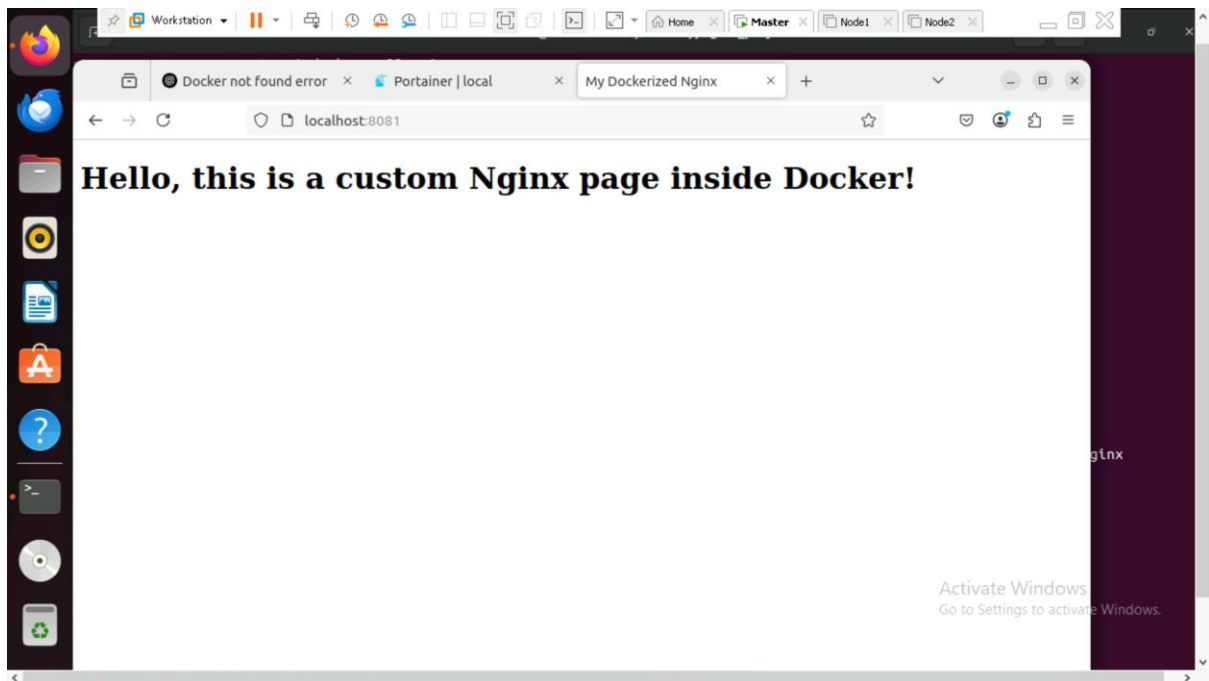 Workstation
Home
Master
Node1
Node2
Docker not found error
Portainer | local
My Dockerized Nginx
localhost:8081
Hello, this is a custom Nginx page inside Docker!
ginx
Activate Windows
Go to Settings to activate Windows.